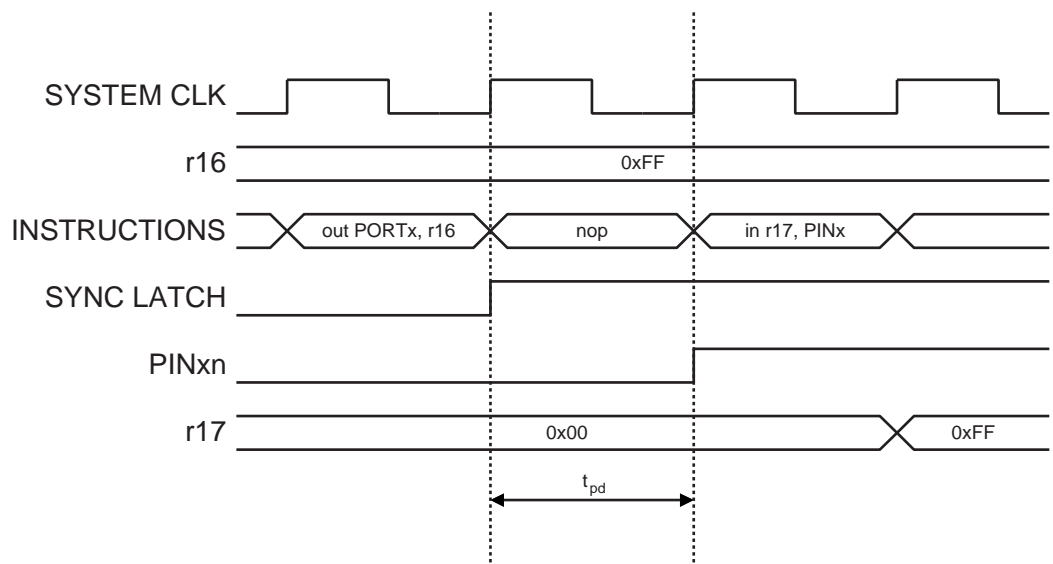 SYSTEM CLK
r16 0xFF
INSTRUCTIONS out PORTx, r16 nop in r17, PINx
SYNC LATCH
PINxn
r17 0x00 0xFF
tpd